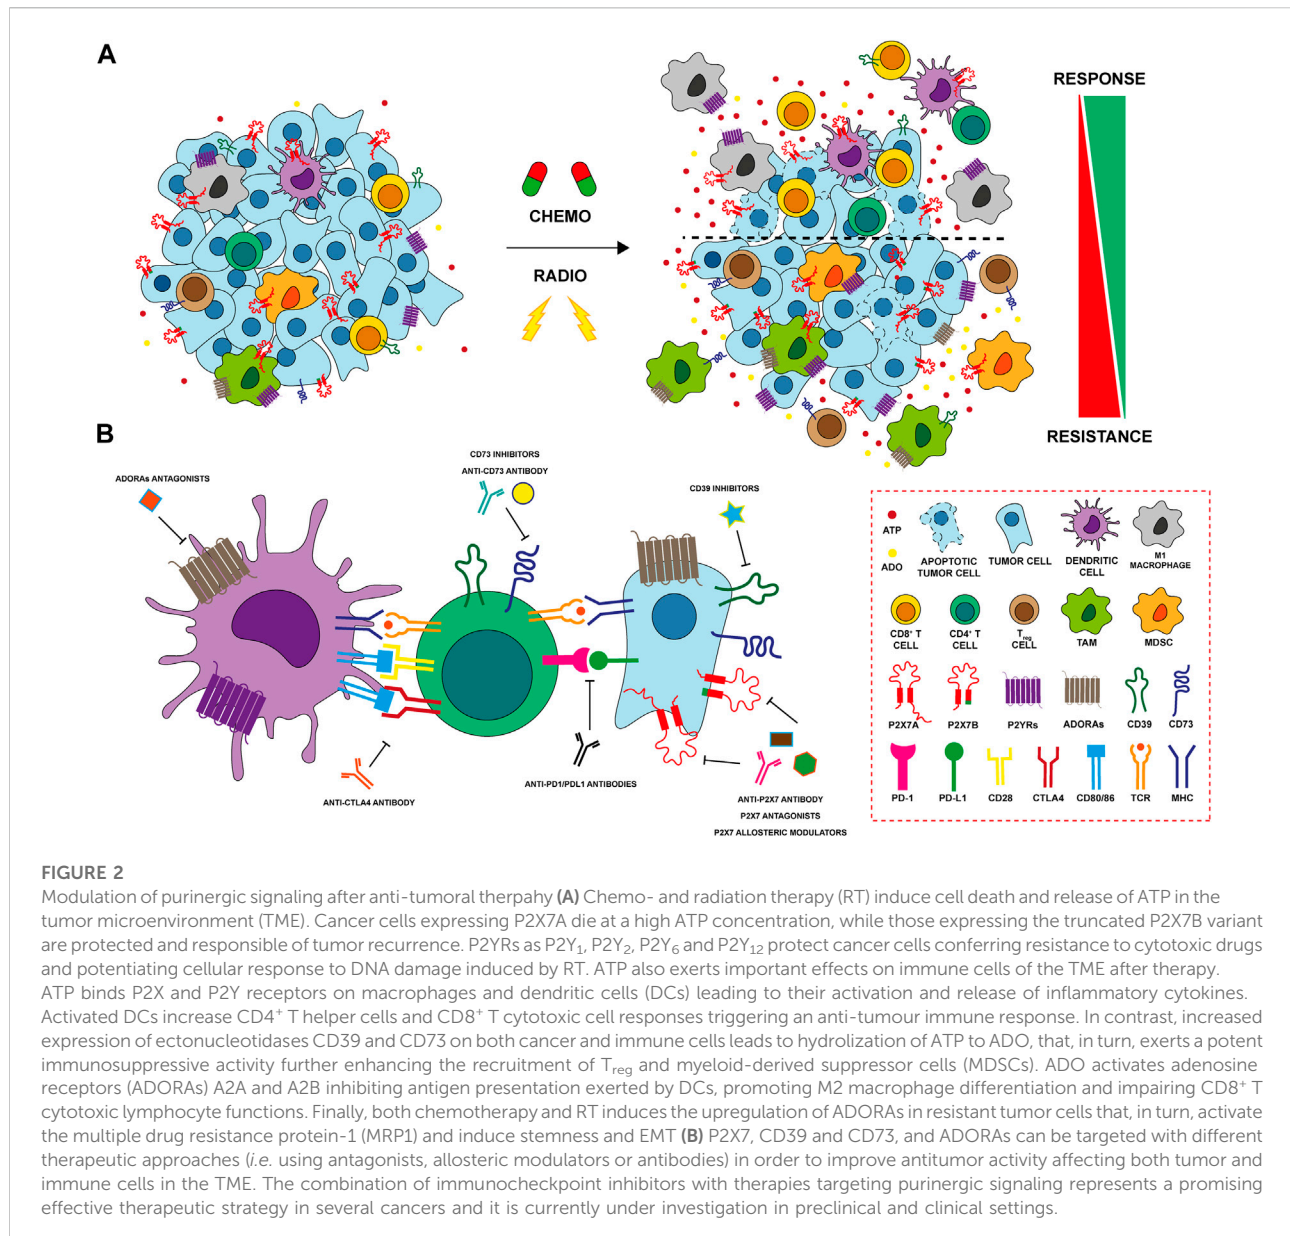 A
RESPONSE
CHEMO
RADIO
RESISTANCE
B
ADORAs ANTAGONISTS
CD73 INHIBITORS
ANTI-CD73 ANTIBODY
CD39 INHIBITORS
ANTI-CTLA4 ANTIBODY
ANTI-PD1/PDL1 ANTIBODIES
ANTI-P2X7 ANTIBODY
P2X7 ANTAGONISTS
P2X7 ALLOSTERIC MODULATORS
ATP
ADO
APOPTOTIC
TUMOR CELL
TUMOR CELL
DENDRITIC
CELL
M1
MACROPHAGE
CD8⁺ T
CELL
CD4⁺ T
CELL
Treg
CELL
TAM
MDSC
P2X7A
P2X7B
P2YRs
ADORAs
CD39
CD73
PD-1
PD-L1
CD28
CTLA4
CD80/86
TCR
MHC
FIGURE 2
Modulation of purinergic signaling after anti-tumoral therpahy (A) Chemo- and radiation therapy (RT) induce cell death and release of ATP in the
tumor microenvironment (TME). Cancer cells expressing P2X7A die at a high ATP concentration, while those expressing the truncated P2X7B variant
are protected and responsible of tumor recurrence. P2YRs as P2Y₁, P2Y₂, P2Y₆ and P2Y₁₂ protect cancer cells conferring resistance to cytotoxic drugs
and potentiating cellular response to DNA damage induced by RT. ATP also exerts important effects on immune cells of the TME after therapy.
ATP binds P2X and P2Y receptors on macrophages and dendritic cells (DCs) leading to their activation and release of inflammatory cytokines.
Activated DCs increase CD4⁺ T helper cells and CD8⁺ T cytotoxic cell responses triggering an anti-tumour immune response. In contrast, increased
expression of ectonucleotidases CD39 and CD73 on both cancer and immune cells leads to hydrolization of ATP to ADO, that, in turn, exerts a potent
immunosuppressive activity further enhancing the recruitment of Treg and myeloid-derived suppressor cells (MDSCs). ADO activates adenosine
receptors (ADORAs) A2A and A2B inhibiting antigen presentation exerted by DCs, promoting M2 macrophage differentiation and impairing CD8⁺ T
cytotoxic lymphocyte functions. Finally, both chemotherapy and RT induces the upregulation of ADORAs in resistant tumor cells that, in turn, activate
the multiple drug resistance protein-1 (MRP1) and induce stemness and EMT (B) P2X7, CD39 and CD73, and ADORAs can be targeted with different
therapeutic approaches (i.e. using antagonists, allosteric modulators or antibodies) in order to improve antitumor activity affecting both tumor and
immune cells in the TME. The combination of immunocheckpoint inhibitors with therapies targeting purinergic signaling represents a promising
effective therapeutic strategy in several cancers and it is currently under investigation in preclinical and clinical settings.